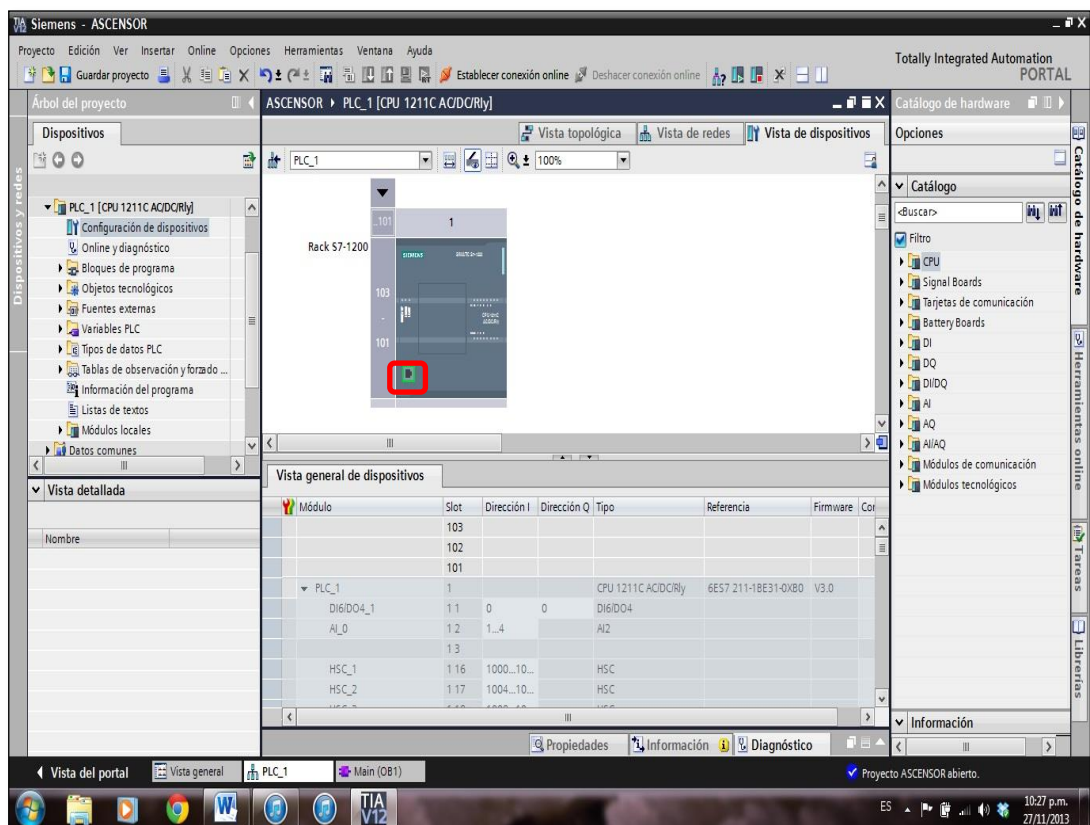 Siemens - ASCENSOR
Proyecto Edición Ver Insertar Online Opciones Herramientas Ventana Ayuda
Totally Integrated Automation
PORTAL
Guardar proyecto Establecer conexión online Deshacer conexión online
Árbol del proyecto
ASCENSOR PLC_1 [CPU 1211C AC/DC/Rly]
Catálogo de hardware
Dispositivos
Vista topológica Vista de redes Vista de dispositivos
Opciones
PLC_1 100%
Dispositivos y redes
PLC_1 [CPU 1211C AC/DC/Rly]
Configuración de dispositivos
Online y diagnóstico
Bloques de programa
Objetos tecnológicos
Fuentes externas
Variables PLC
Tipos de datos PLC
Tablas de observación y forzado ...
Información del programa
Listas de textos
Módulos locales
Datos comunes
Vista detallada
Nombre
..101 1
Rack S7-1200
SIEMENS
103
-
101
Catálogo
<Buscar>
Filtro
CPU
Signal Boards
Tarjetas de comunicación
Battery Boards
DI
DQ
DI/DQ
AI
AQ
AI/AQ
Módulos de comunicación
Módulos tecnológicos
Información
Catálogo de hardware
Herramientas online
Tareas
Librerías
Vista general de dispositivos
Módulo Slot Dirección I Dirección Q Tipo Referencia Firmware
103
102
101
PLC_1 1 CPU 1211C AC/DC/Rly 6ES7 211-1BE31-0XB0 V3.0
DI6/DO4_1 1 1 0 0 DI6/DO4
AI_0 1 2 1...4 AI2
1 3
HSC_1 1 16 1000...10... HSC
HSC_2 1 17 1004...10... HSC
Propiedades Información Diagnóstico
Vista del portal Vista general PLC_1 Main (OB1)
Proyecto ASCENSOR abierto.
TIA
V12
ES
10:27 p.m.
27/11/2013